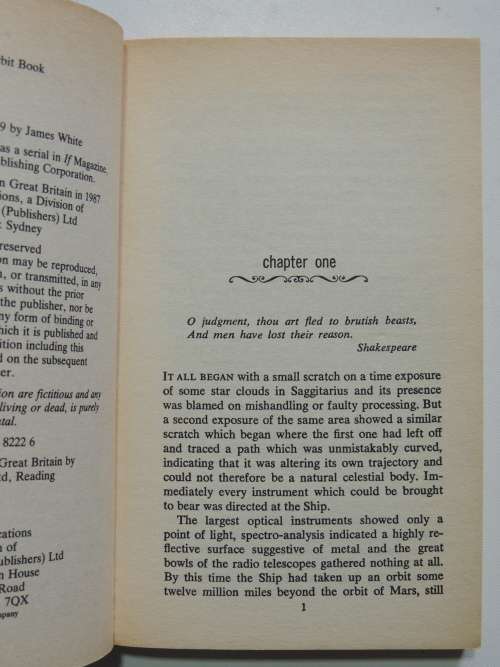 rbit Book
9 by James White
as a serial in If Magazine.
blishing Corporation.
n Great Britain in 1987
ions, a Division of
(Publishers) Ltd
Sydney
reserved
on may be reproduced,
n, or transmitted, in any
s without the prior
the publisher, nor be
ny form of binding or
hich it is published and
dition including this
d on the subsequent
er.
tion are fictitious and any
living or dead, is purely
ntal.
8222 6
Great Britain by
td, Reading
cations
n of
ublishers) Ltd
n House
Road
7QX
mpany
chapter one
O judgment, thou art fled to brutish beasts,
And men have lost their reason.
Shakespeare
IT ALL BEGAN with a small scratch on a time exposure
of some star clouds in Saggitarius and its presence
was blamed on mishandling or faulty processing. But
a second exposure of the same area showed a similar
scratch which began where the first one had left off
and traced a path which was unmistakably curved,
indicating that it was altering its own trajectory and
could not therefore be a natural celestial body. Im-
mediately every instrument which could be brought
to bear was directed at the Ship.
The largest optical instruments showed only a
point of light, spectro-analysis indicated a highly re-
flective surface suggestive of metal and the great
bowls of the radio telescopes gathered nothing at all.
By this time the Ship had taken up an orbit some
twelve million miles beyond the orbit of Mars, still
1